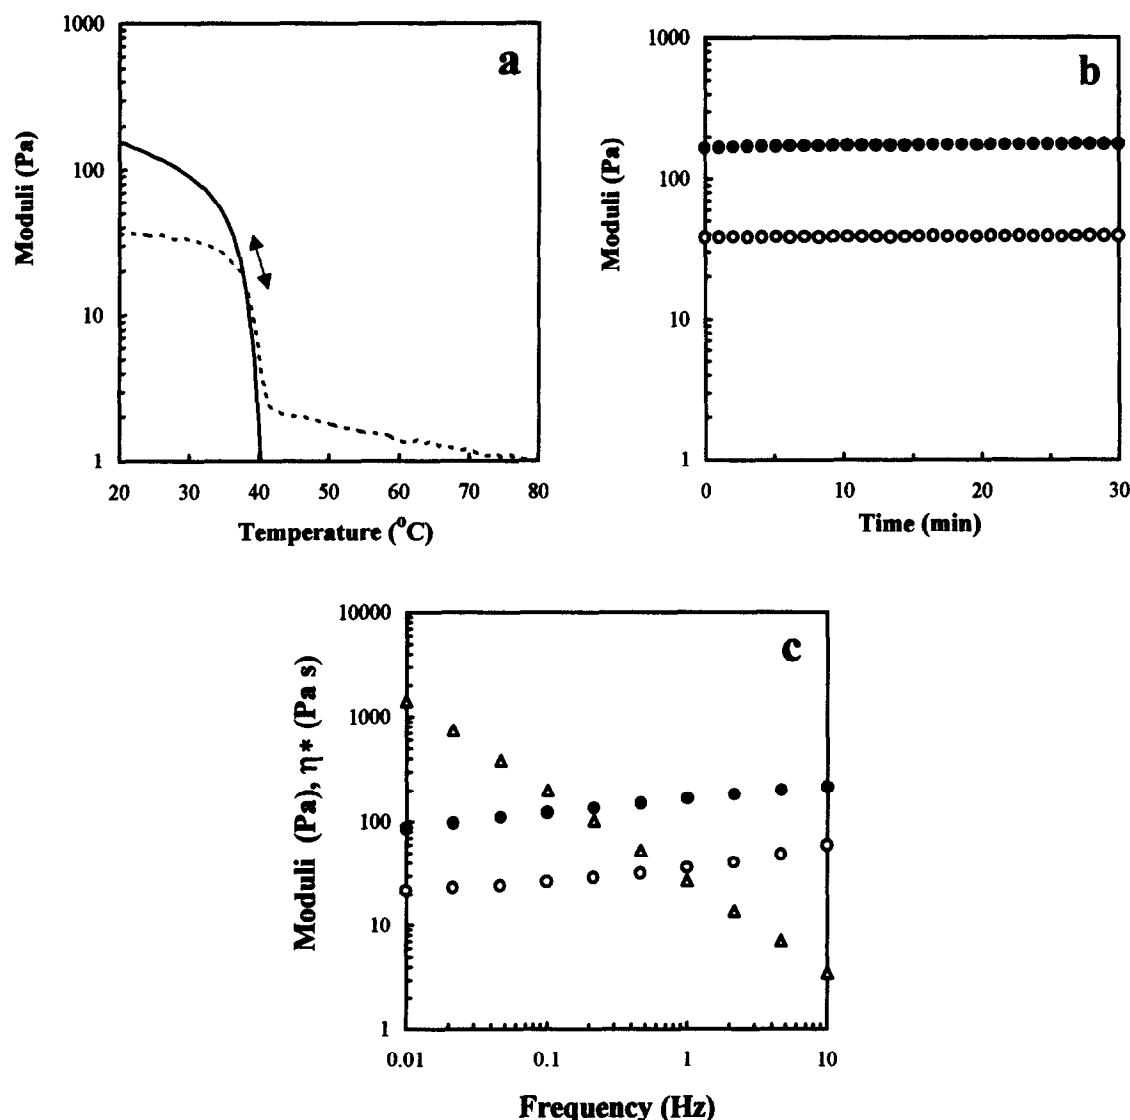 a
Moduli (Pa)
1000
100
10
1
20 30 40 50 60 70 80
Temperature (°C)
b
Moduli (Pa)
1000
100
10
1
0 10 20 30
Time (min)
c
Moduli (Pa), η* (Pa s)
10000
1000
100
10
1
0.01 0.1 1 10
Frequency (Hz)